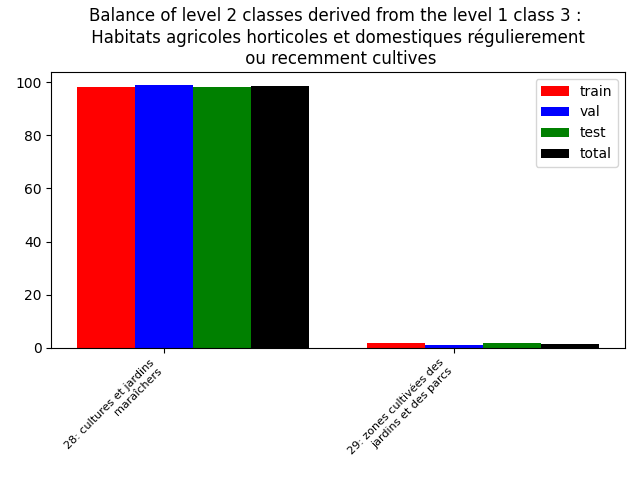 Balance of level 2 classes derived from the level 1 class 3 :
Habitats agricoles horticoles et domestiques régulierement
ou recemment cultives
100
80
60
40
20
0
train
val
test
total
28: cultures et jardins
maraîchers
29: zones cultivées des
jardins et des parcs